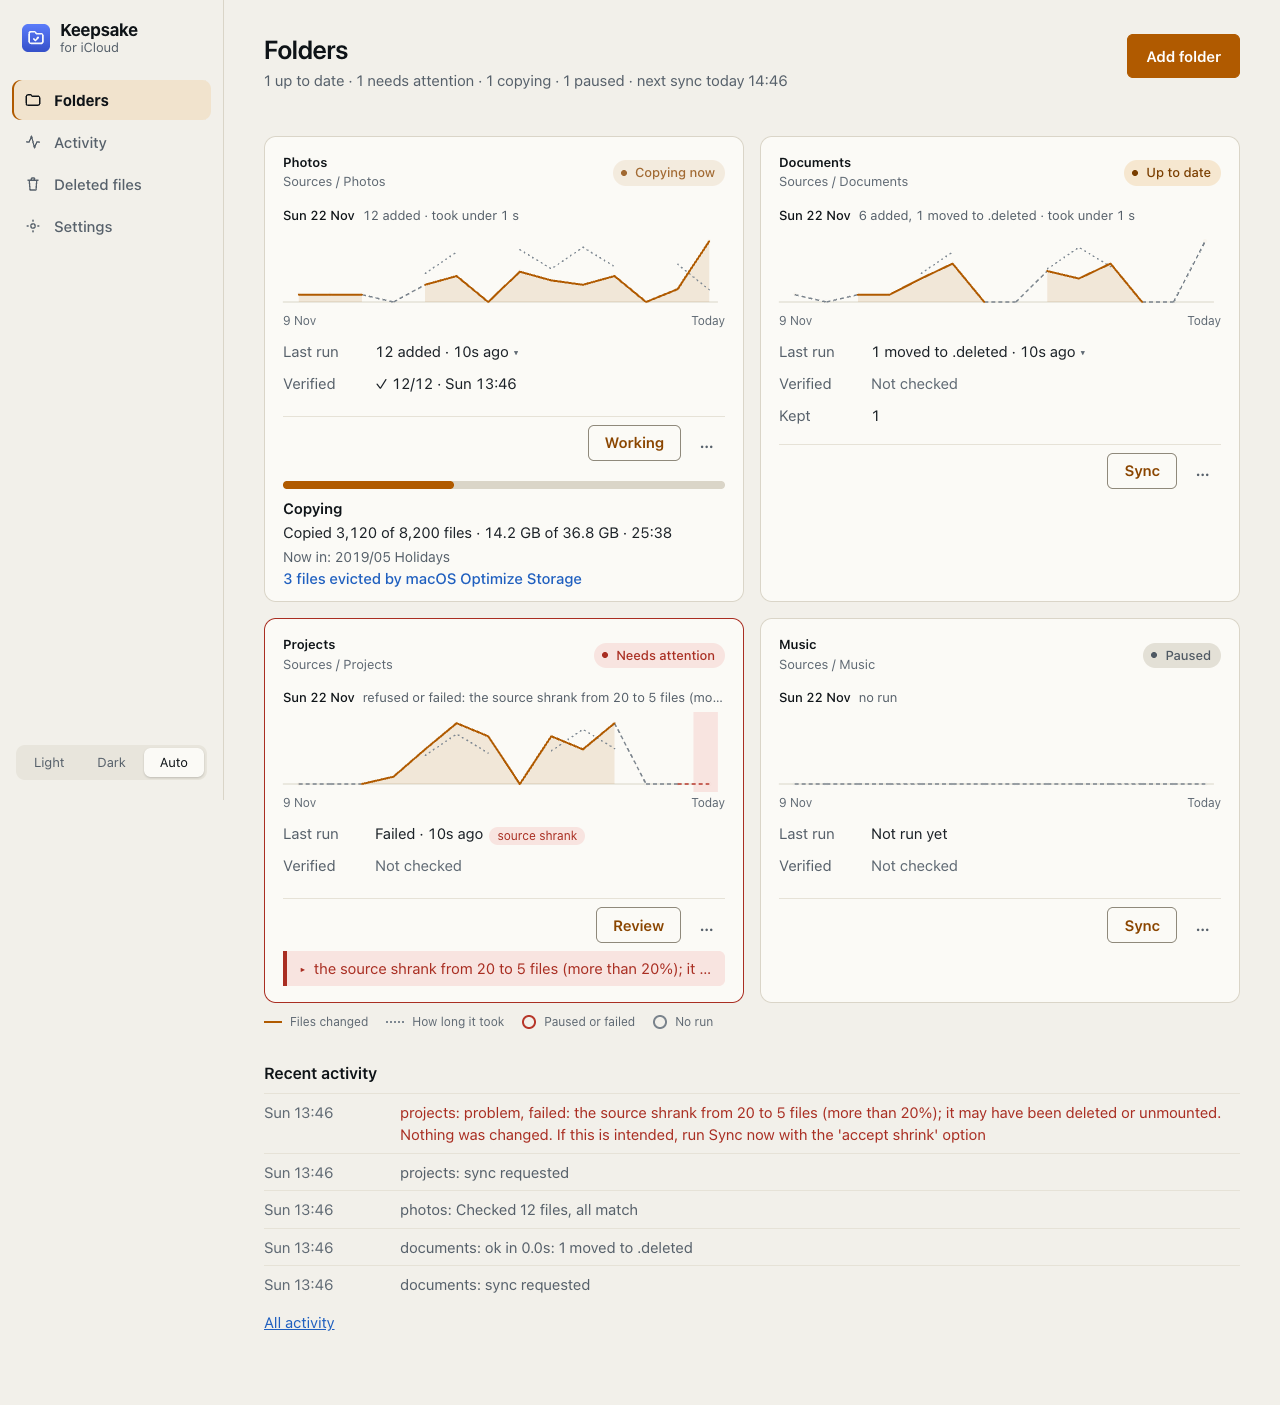 Keepsake
for iCloud
Folders
Activity
Deleted files
Settings
Light Dark Auto
Folders
1 up to date · 1 needs attention · 1 copying · 1 paused · next sync today 14:46
Add folder
Photos
Sources / Photos
Copying now
Sun 22 Nov 12 added · took under 1 s
9 Nov Today
Last run 12 added · 10s ago ▾
Verified ✓ 12/12 · Sun 13:46
Working ...
Copying
Copied 3,120 of 8,200 files · 14.2 GB of 36.8 GB · 25:38
Now in: 2019/05 Holidays
3 files evicted by macOS Optimize Storage
Documents
Sources / Documents
Up to date
Sun 22 Nov 6 added, 1 moved to .deleted · took under 1 s
9 Nov Today
Last run 1 moved to .deleted · 10s ago ▾
Verified Not checked
Kept 1
Sync ...
Projects
Sources / Projects
Needs attention
Sun 22 Nov refused or failed: the source shrank from 20 to 5 files (mo...
9 Nov Today
Last run Failed · 10s ago source shrank
Verified Not checked
Review ...
▸ the source shrank from 20 to 5 files (more than 20%); it ...
Music
Sources / Music
Paused
Sun 22 Nov no run
9 Nov Today
Last run Not run yet
Verified Not checked
Sync ...
Files changed How long it took Paused or failed No run
Recent activity
Sun 13:46 projects: problem, failed: the source shrank from 20 to 5 files (more than 20%); it may have been deleted or unmounted.
Nothing was changed. If this is intended, run Sync now with the 'accept shrink' option
Sun 13:46 projects: sync requested
Sun 13:46 photos: Checked 12 files, all match
Sun 13:46 documents: ok in 0.0s: 1 moved to .deleted
Sun 13:46 documents: sync requested
All activity